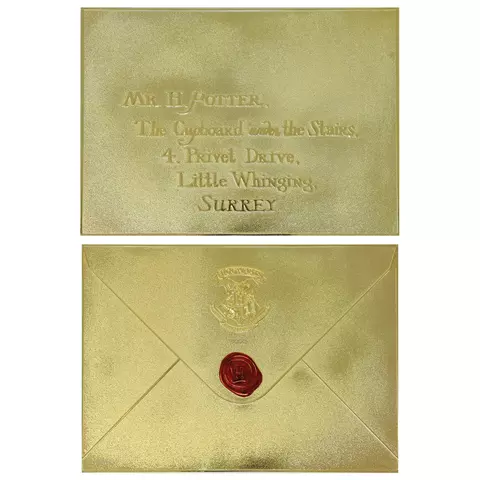 Mr. H. Potter,
The Cupboard under the Stairs,
4, Privet Drive,
Little Whinging,
Surrey
H